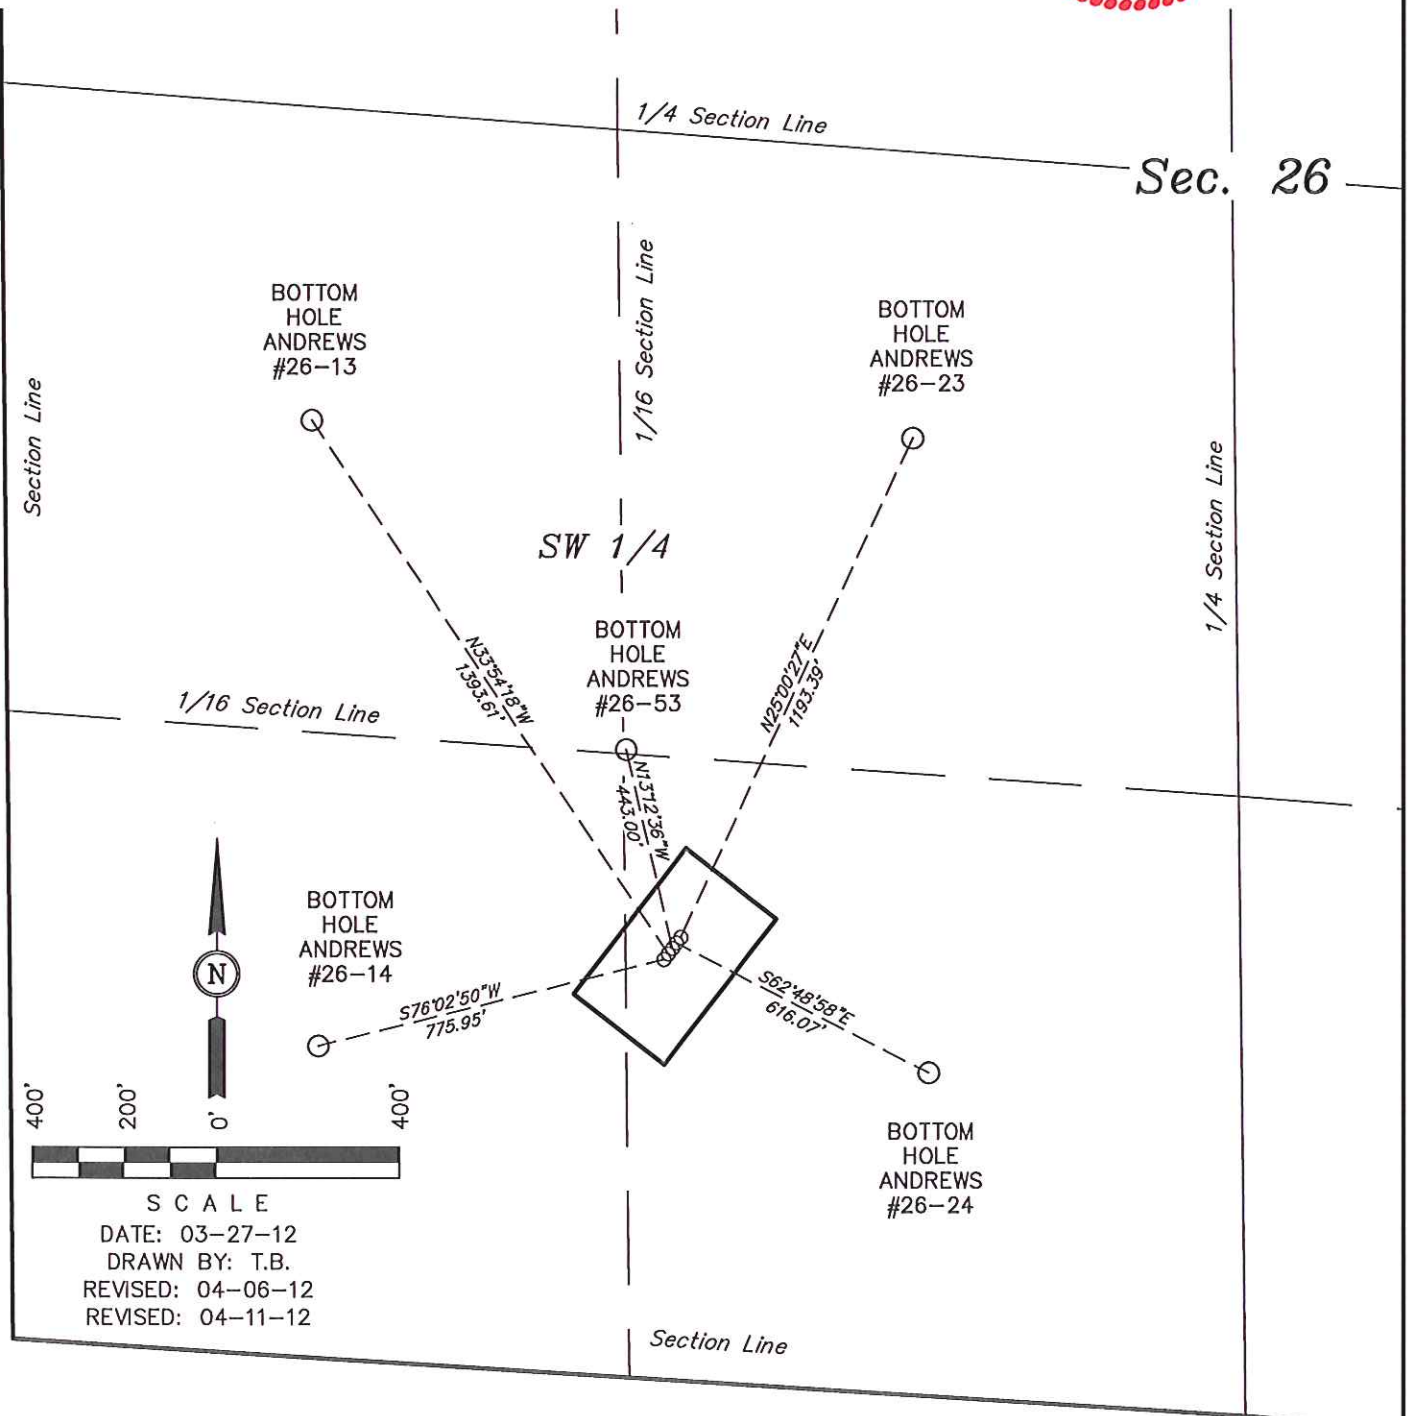 1/4 Section Line
Sec. 26
1/16 Section Line
Section Line
BOTTOM
HOLE
ANDREWS
#26-13
BOTTOM
HOLE
ANDREWS
#26-23
1/4 Section Line
SW 1/4
BOTTOM
HOLE
ANDREWS
#26-53
N33°54'18"W
1393.61'
N25°00'27"E
1193.39'
1/16 Section Line
N13°12'36"W
-443.00'
BOTTOM
HOLE
ANDREWS
#26-14
N
S76°02'50"W
775.95'
S62°48'58"E
616.07'
BOTTOM
HOLE
ANDREWS
#26-24
400'
200'
0'
400'
SCALE
DATE: 03-27-12
DRAWN BY: T.B.
REVISED: 04-06-12
REVISED: 04-11-12
Section Line